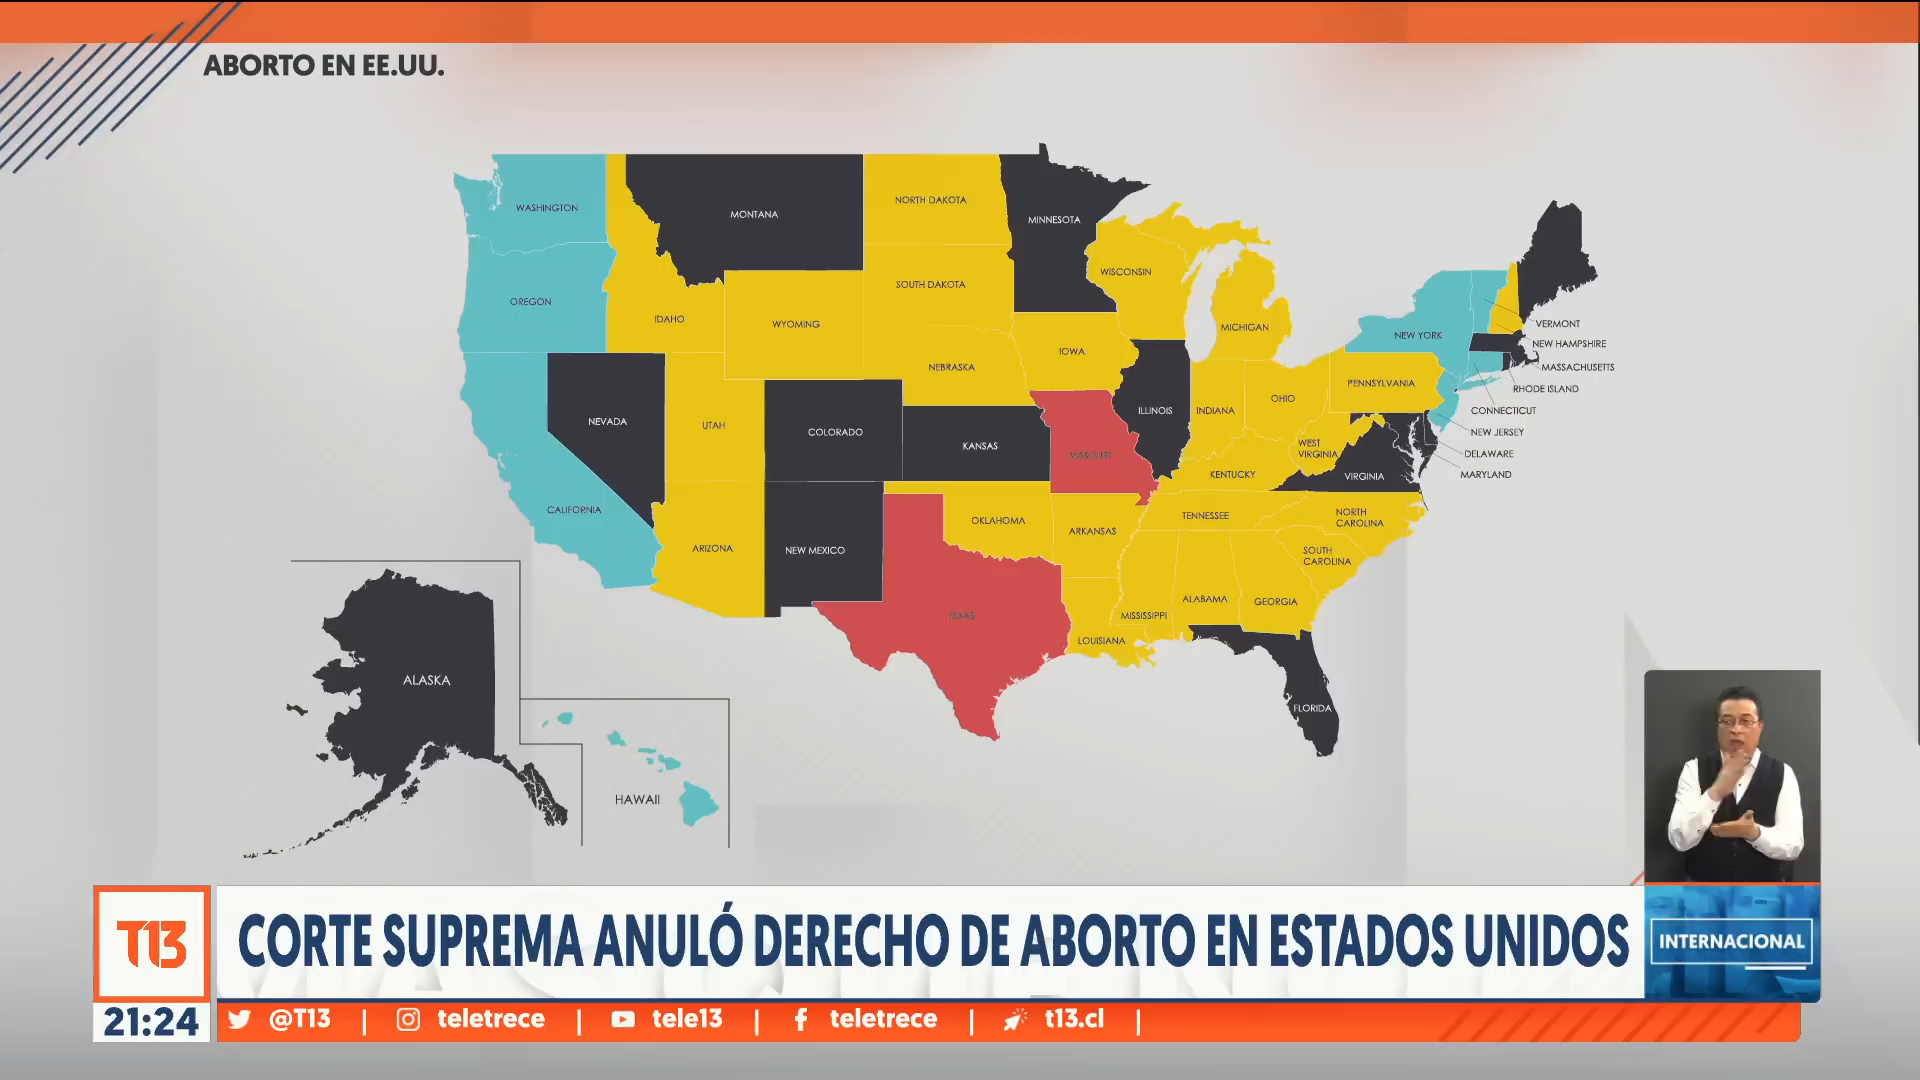 ABORTO EN EE.UU.
WASHINGTON
MONTANA
NORTH DAKOTA
MINNESOTA
OREGON
IDAHO
WYOMING
SOUTH DAKOTA
WISCONSIN
MICHIGAN
NEW YORK
VERMONT
NEW HAMPSHIRE
MASSACHUSETTS
RHODE ISLAND
CONNECTICUT
NEW JERSEY
DELAWARE
MARYLAND
NEVADA
UTAH
COLORADO
NEBRASKA
KANSAS
IOWA
MISSOURI
ILLINOIS
INDIANA
OHIO
PENNSYLVANIA
WEST
VIRGINIA
VIRGINIA
KENTUCKY
CALIFORNIA
ARIZONA
NEW MEXICO
OKLAHOMA
ARKANSAS
TENNESSEE
NORTH
CAROLINA
SOUTH
CAROLINA
TEXAS
LOUISIANA
MISSISSIPPI
ALABAMA
GEORGIA
FLORIDA
ALASKA
HAWAII
T13
CORTE SUPREMA ANULÓ DERECHO DE ABORTO EN ESTADOS UNIDOS
INTERNACIONAL
21:24
@T13 | teletrece | tele13 | teletrece | t13.cl |